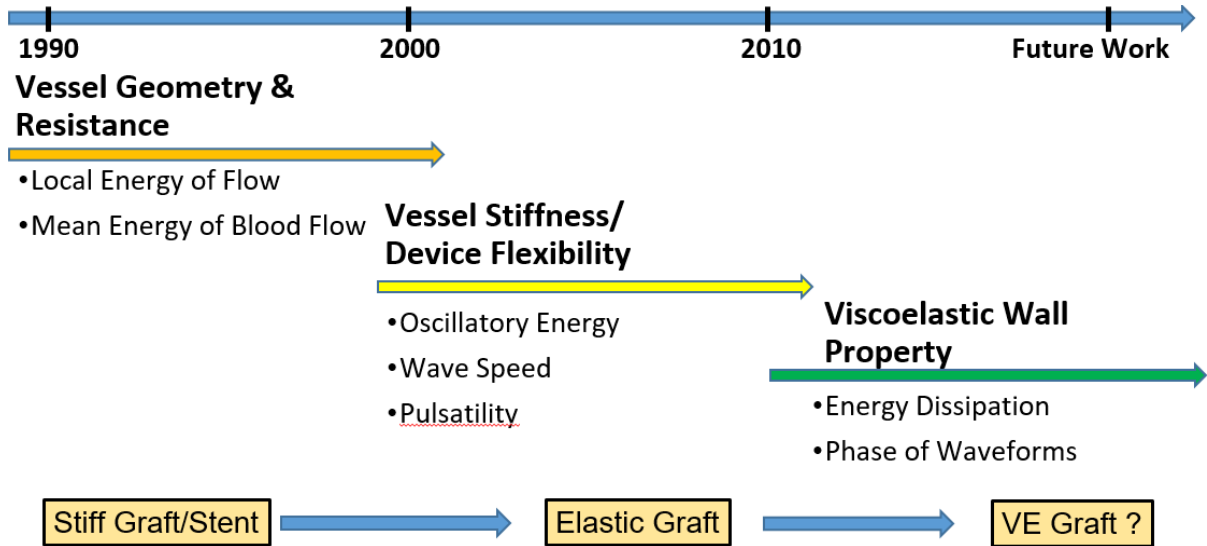 1990 2000 2010 Future Work
Vessel Geometry &
Resistance
•Local Energy of Flow
•Mean Energy of Blood Flow
Vessel Stiffness/
Device Flexibility
•Oscillatory Energy
•Wave Speed
•Pulsatility
Viscoelastic Wall
Property
•Energy Dissipation
•Phase of Waveforms
Stiff Graft/Stent Elastic Graft VE Graft ?